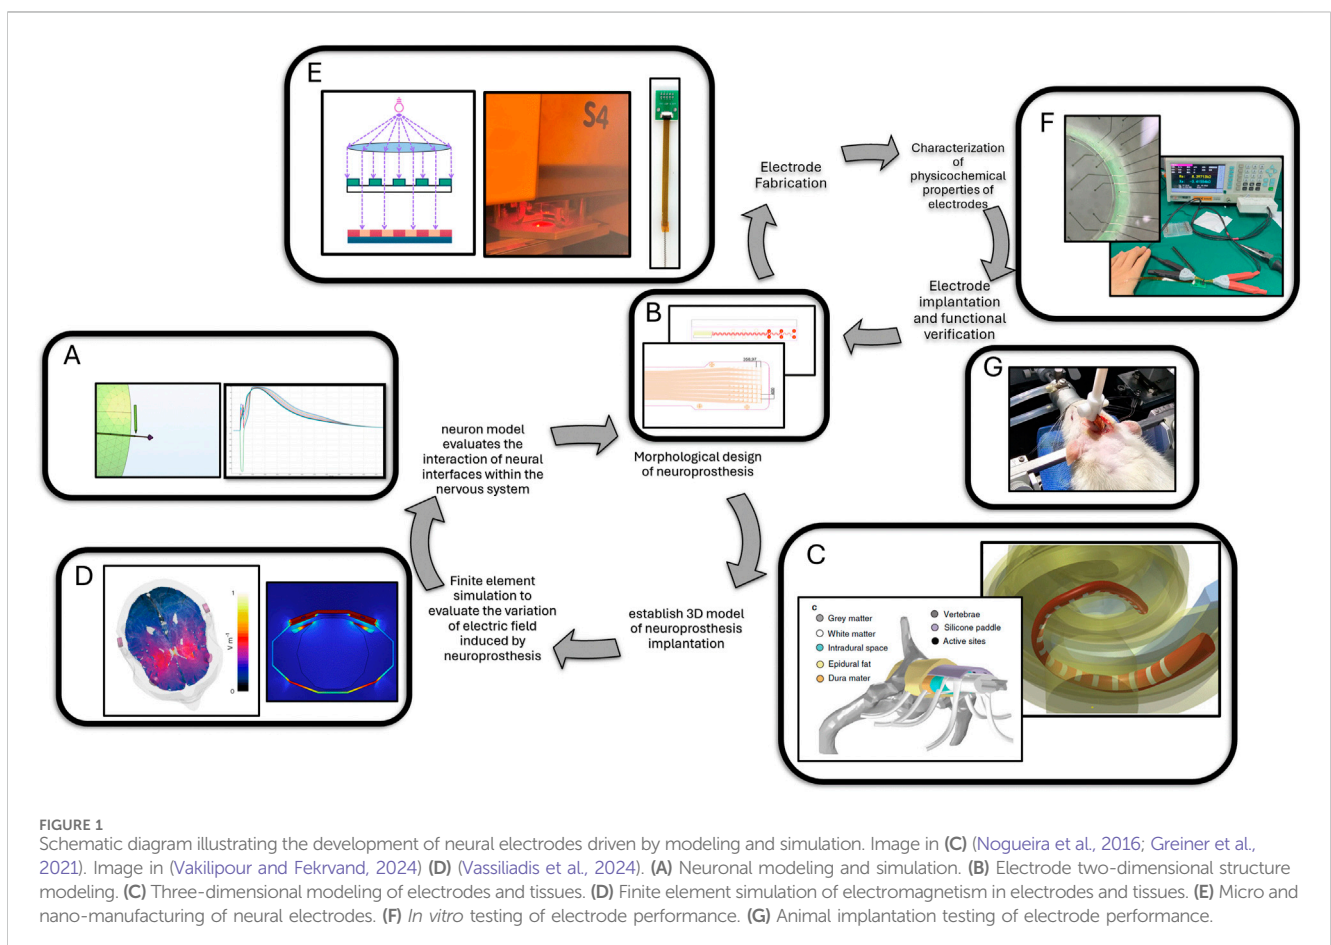 E
S4
Electrode
Fabrication
Characterization
of
physicochemical
properties of
electrodes
F
Electrode
implantation
and functional
verification
B
A
G
neuron model
evaluates the
interaction of neural
interfaces within the
nervous system
Morphological design
of neuroprosthesis
D
1
V m⁻¹
0
Finite element
simulation to
evaluate the variation
of electric field
induced by
neuroprosthesis
establish 3D model
of neuroprosthesis
implantation
C
c
Grey matter
White matter
Intradural space
Epidural fat
Dura mater
Vertebrae
Silicone paddle
Active sites
FIGURE 1
Schematic diagram illustrating the development of neural electrodes driven by modeling and simulation. Image in (C) (Nogueira et al., 2016; Greiner et al.,
2021). Image in (Vakilipour and Fekrvand, 2024) (D) (Vassiliadis et al., 2024). (A) Neuronal modeling and simulation. (B) Electrode two-dimensional structure
modeling. (C) Three-dimensional modeling of electrodes and tissues. (D) Finite element simulation of electromagnetism in electrodes and tissues. (E) Micro and
nano-manufacturing of neural electrodes. (F) In vitro testing of electrode performance. (G) Animal implantation testing of electrode performance.